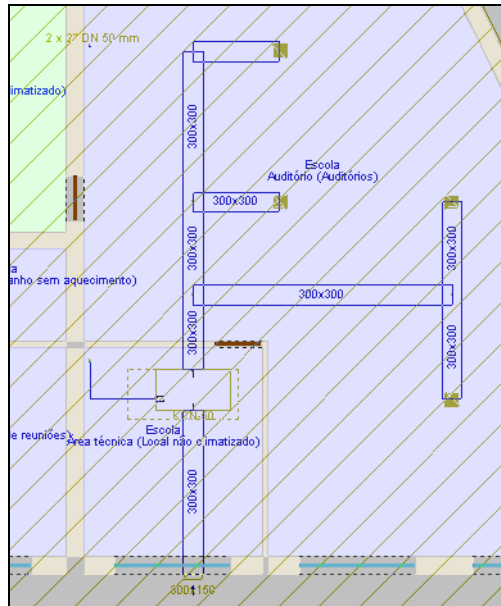 2 x 2" DN 50 mm
imatizado)
300x300
Escola
Auditório (Auditórios)
300x300
300x300
300x300
a
nho sem aquecimento)
300x300
300x300
300x300
Escola
e reuniões)
Área técnica (Local não climatizado)
300x300
300x150